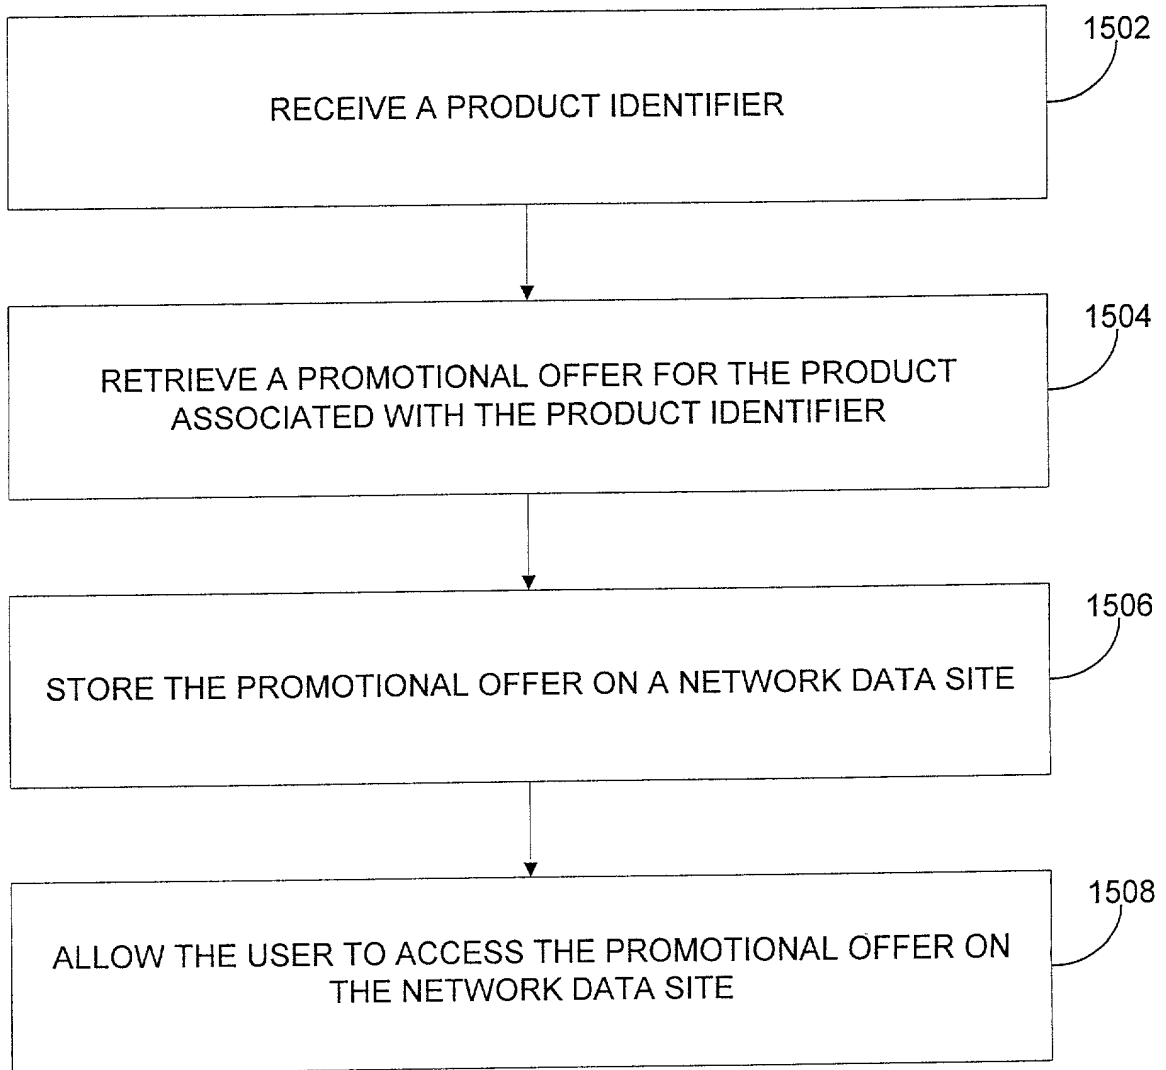 1502
RECEIVE A PRODUCT IDENTIFIER
1504
RETRIEVE A PROMOTIONAL OFFER FOR THE PRODUCT
ASSOCIATED WITH THE PRODUCT IDENTIFIER
1506
STORE THE PROMOTIONAL OFFER ON A NETWORK DATA SITE
1508
ALLOW THE USER TO ACCESS THE PROMOTIONAL OFFER ON
THE NETWORK DATA SITE